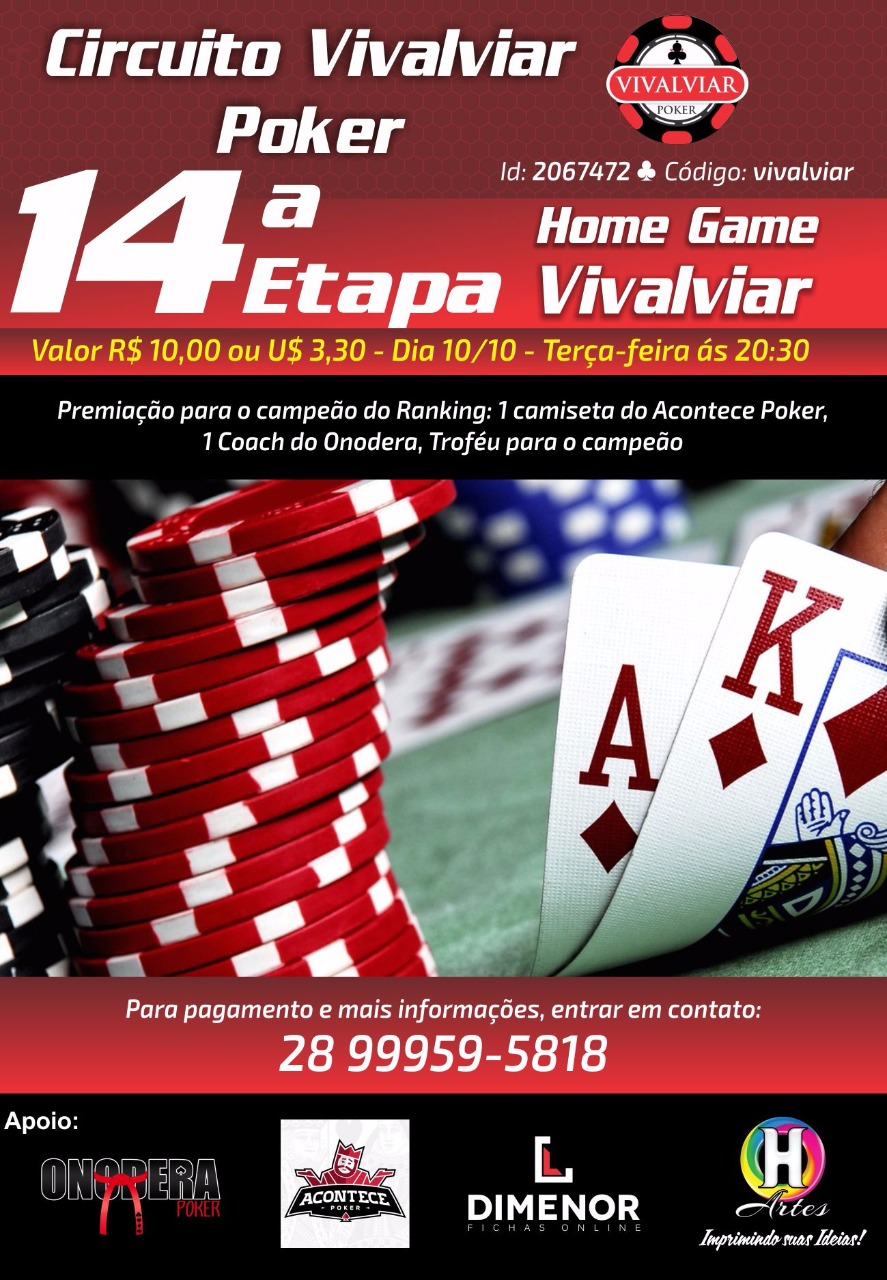 Circuito Vivalviar
Poker
VIVALVIAR
POKER
Id: 2067472 ♣ Código: vivalviar
14ª
Etapa
Home Game
Vivalviar
Valor R$ 10,00 ou U$ 3,30 - Dia 10/10 - Terça-feira ás 20:30
Premiação para o campeão do Ranking: 1 camiseta do Acontece Poker,
1 Coach do Onodera, Troféu para o campeão
A
K
Para pagamento e mais informações, entrar em contato:
28 99959-5818
Apoio:
ONODERA
POKER
ACONTECE
POKER
DIMENOR
FICHAS ONLINE
H
Artes
Imprimindo suas Ideias!